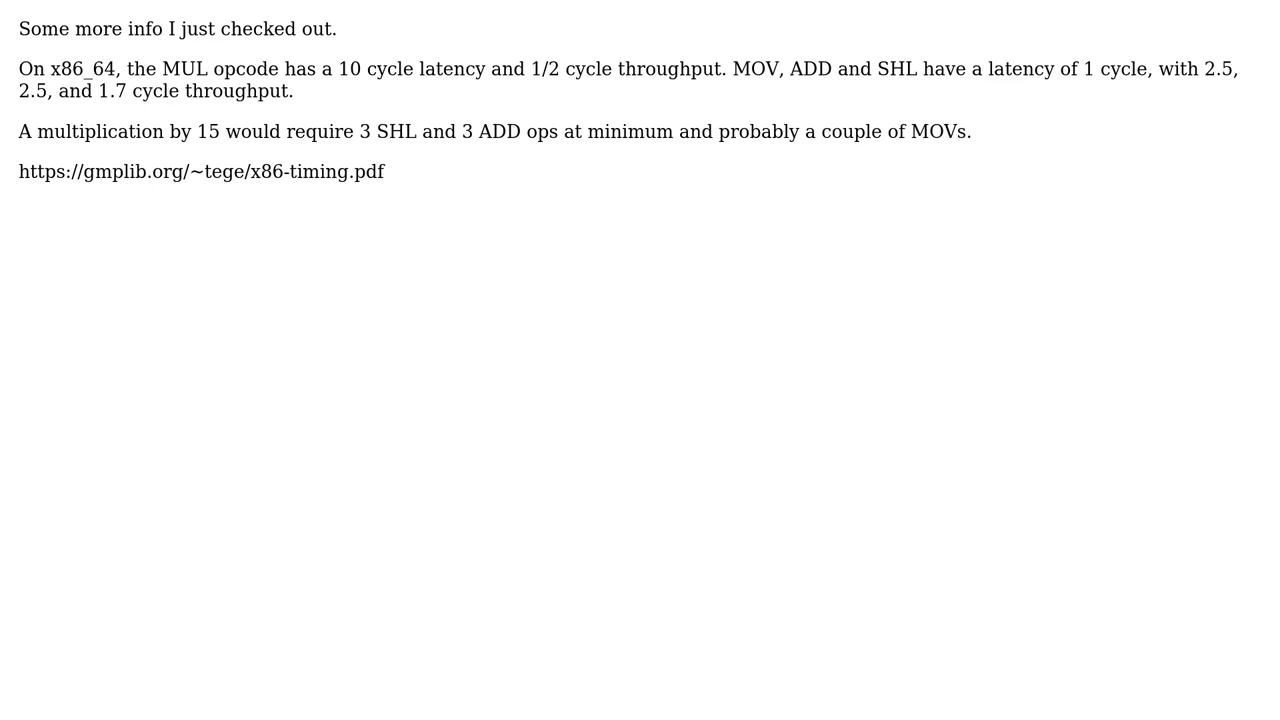 Some more info I just checked out.
On x86_64, the MUL opcode has a 10 cycle latency and 1/2 cycle throughput. MOV, ADD and SHL have a latency of 1 cycle, with 2.5,
2.5, and 1.7 cycle throughput.
A multiplication by 15 would require 3 SHL and 3 ADD ops at minimum and probably a couple of MOVs.
https://gmplib.org/~tege/x86-timing.pdf